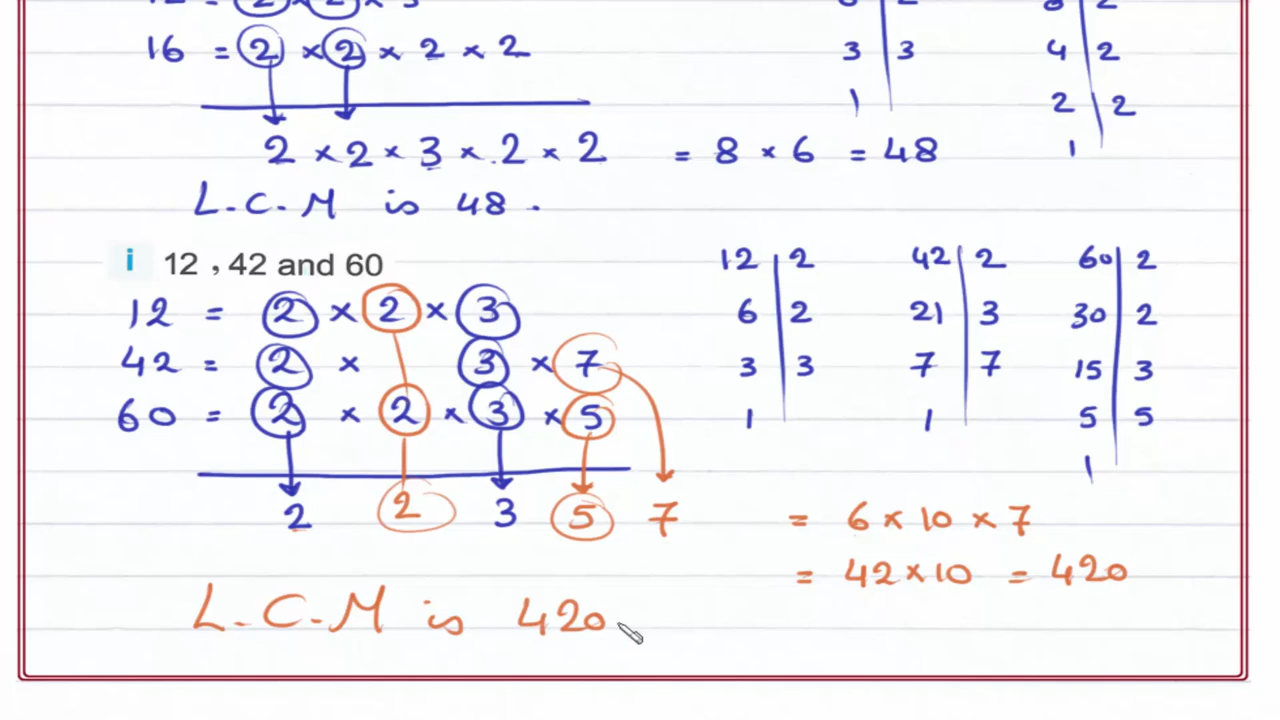 12 = 2 × 2 × 3
16 = 2 × 2 × 2 × 2
3 | 3
4 | 2
1
2 | 2
1
2 × 2 × 3 × 2 × 2 = 8 × 6 = 48
L.C.M is 48 .
i 12 , 42 and 60
12 = 2 × 2 × 3
42 = 2 × 3 × 7
60 = 2 × 2 × 3 × 5
2 2 3 5 7
12 | 2
6 | 2
3 | 3
1
42 | 2
21 | 3
7 | 7
1
60 | 2
30 | 2
15 | 3
5 | 5
1
= 6 × 10 × 7
= 42 × 10 = 420
L.C.M is 420